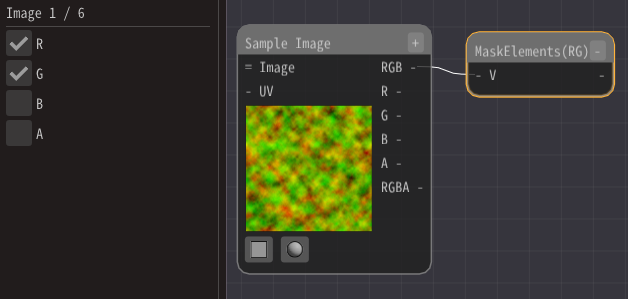 Image 1 / 6
R
G
B
A
Sample Image +
= Image RGB -
- UV R -
G -
B -
A -
RGBA -
MaskElements(RG) -
- V -